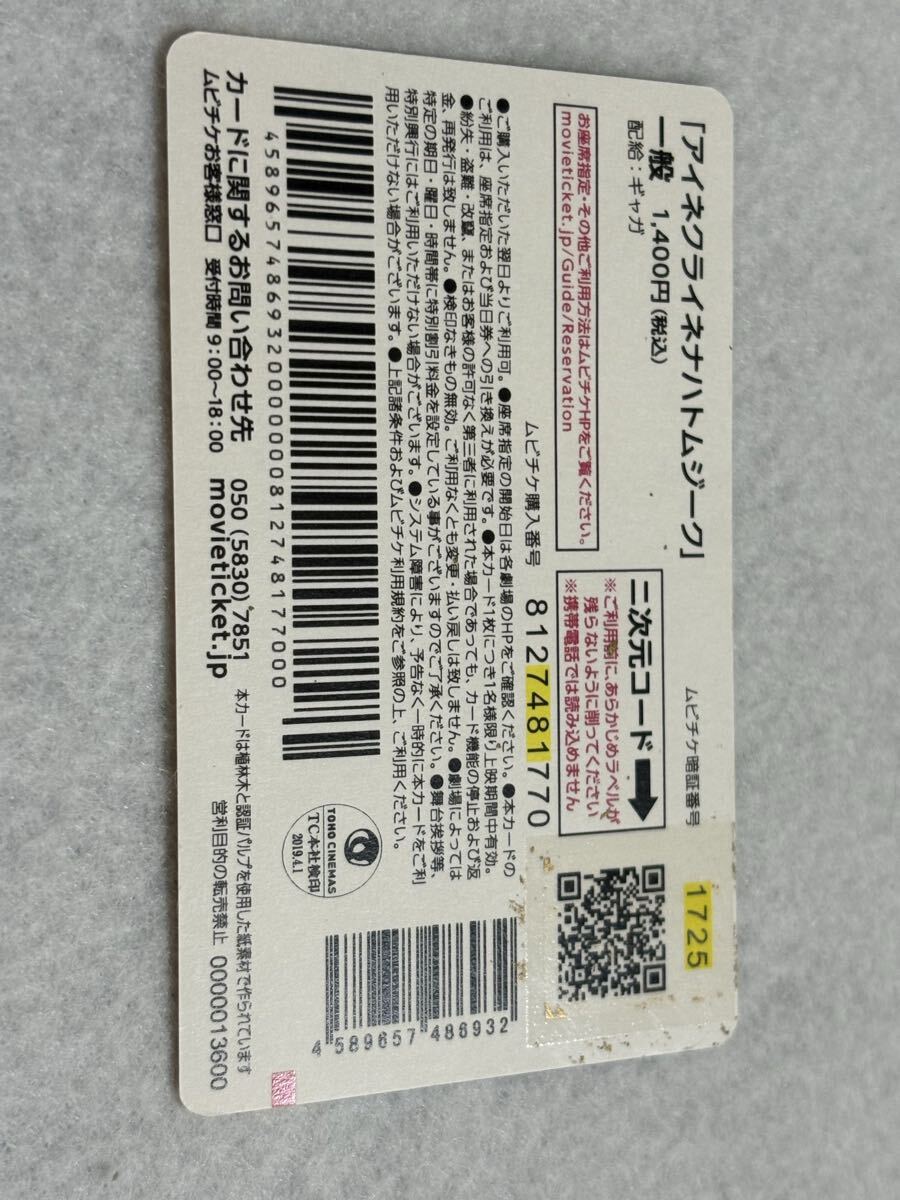 「アイネクライネナハトムジーク」
一般 1,400円(税込)
配給：ギャガ
お座席指定・その他ご利用方法はムビチケHPをご覧ください。
movieticket.jp/Guide/Reservation
二次元コード
※ご利用前に、あらかじめラベルが
残らないように削ってください
※携帯電話では読み込めません
ムビチケ暗証番号 1725
ムビチケ購入番号 8127481770
●ご購入いただいた翌日よりご利用可。●座席指定の開始日は各劇場のHPをご確認ください。●本カードの
ご利用は、座席指定および当日券への引き換えが必要です。●本カード1枚につき1名様限り上映期間中有効。
●紛失・盗難・改竄、またはお客様の許可なく第三者に利用された場合であっても、カード機能の停止および返
金、再発行は致しません。●検印なきもの無効。ご利用なくとも変更・払い戻しは致しません。●劇場によっては
特定の期日・曜日・時間帯に特別割引料金を設定している事がございますのでご了承ください。●舞台挨拶等、
特別興行にはご利用いただけない場合がございます。●システム障害により、予告なく一時的に本カードをご利
用いただけない場合がございます。●上記諸条件およびムビチケ利用規約をご参照の上、ご利用ください。
4589657486932000000081274817​7000
TOHO CINEMAS
TC本社検印
2019.4.1
4 589657 486932
カードに関するお問い合わせ先 050 (5830) 7851
ムビチケお客様窓口 受付時間 9:00〜18:00 movieticket.jp
本カードは植林木と認証パルプを使用した紙素材で作られています
営利目的の転売禁止 0000013600